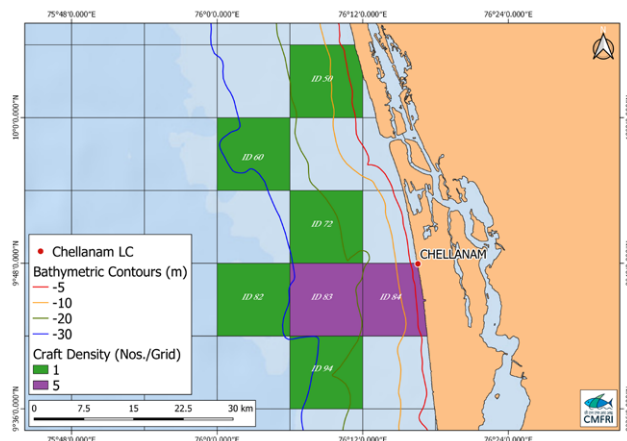 75°48'0.000"E 76°0'0.000"E 76°12'0.000"E 76°24'0.000"E
ID 50
10°0'0.000"N
ID 60
ID 72
Chellanam LC
CHELLANAM
Bathymetric Contours (m)
9°48'0.000"N
-5
-10
-20
-30
ID 82 ID 83 ID 84
Craft Density (Nos./Grid)
1
5
ID 94
0 7.5 15 22.5 30 km
CMFRI
9°36'0.000"N
75°48'0.000"E 76°0'0.000"E 76°12'0.000"E 76°24'0.000"E